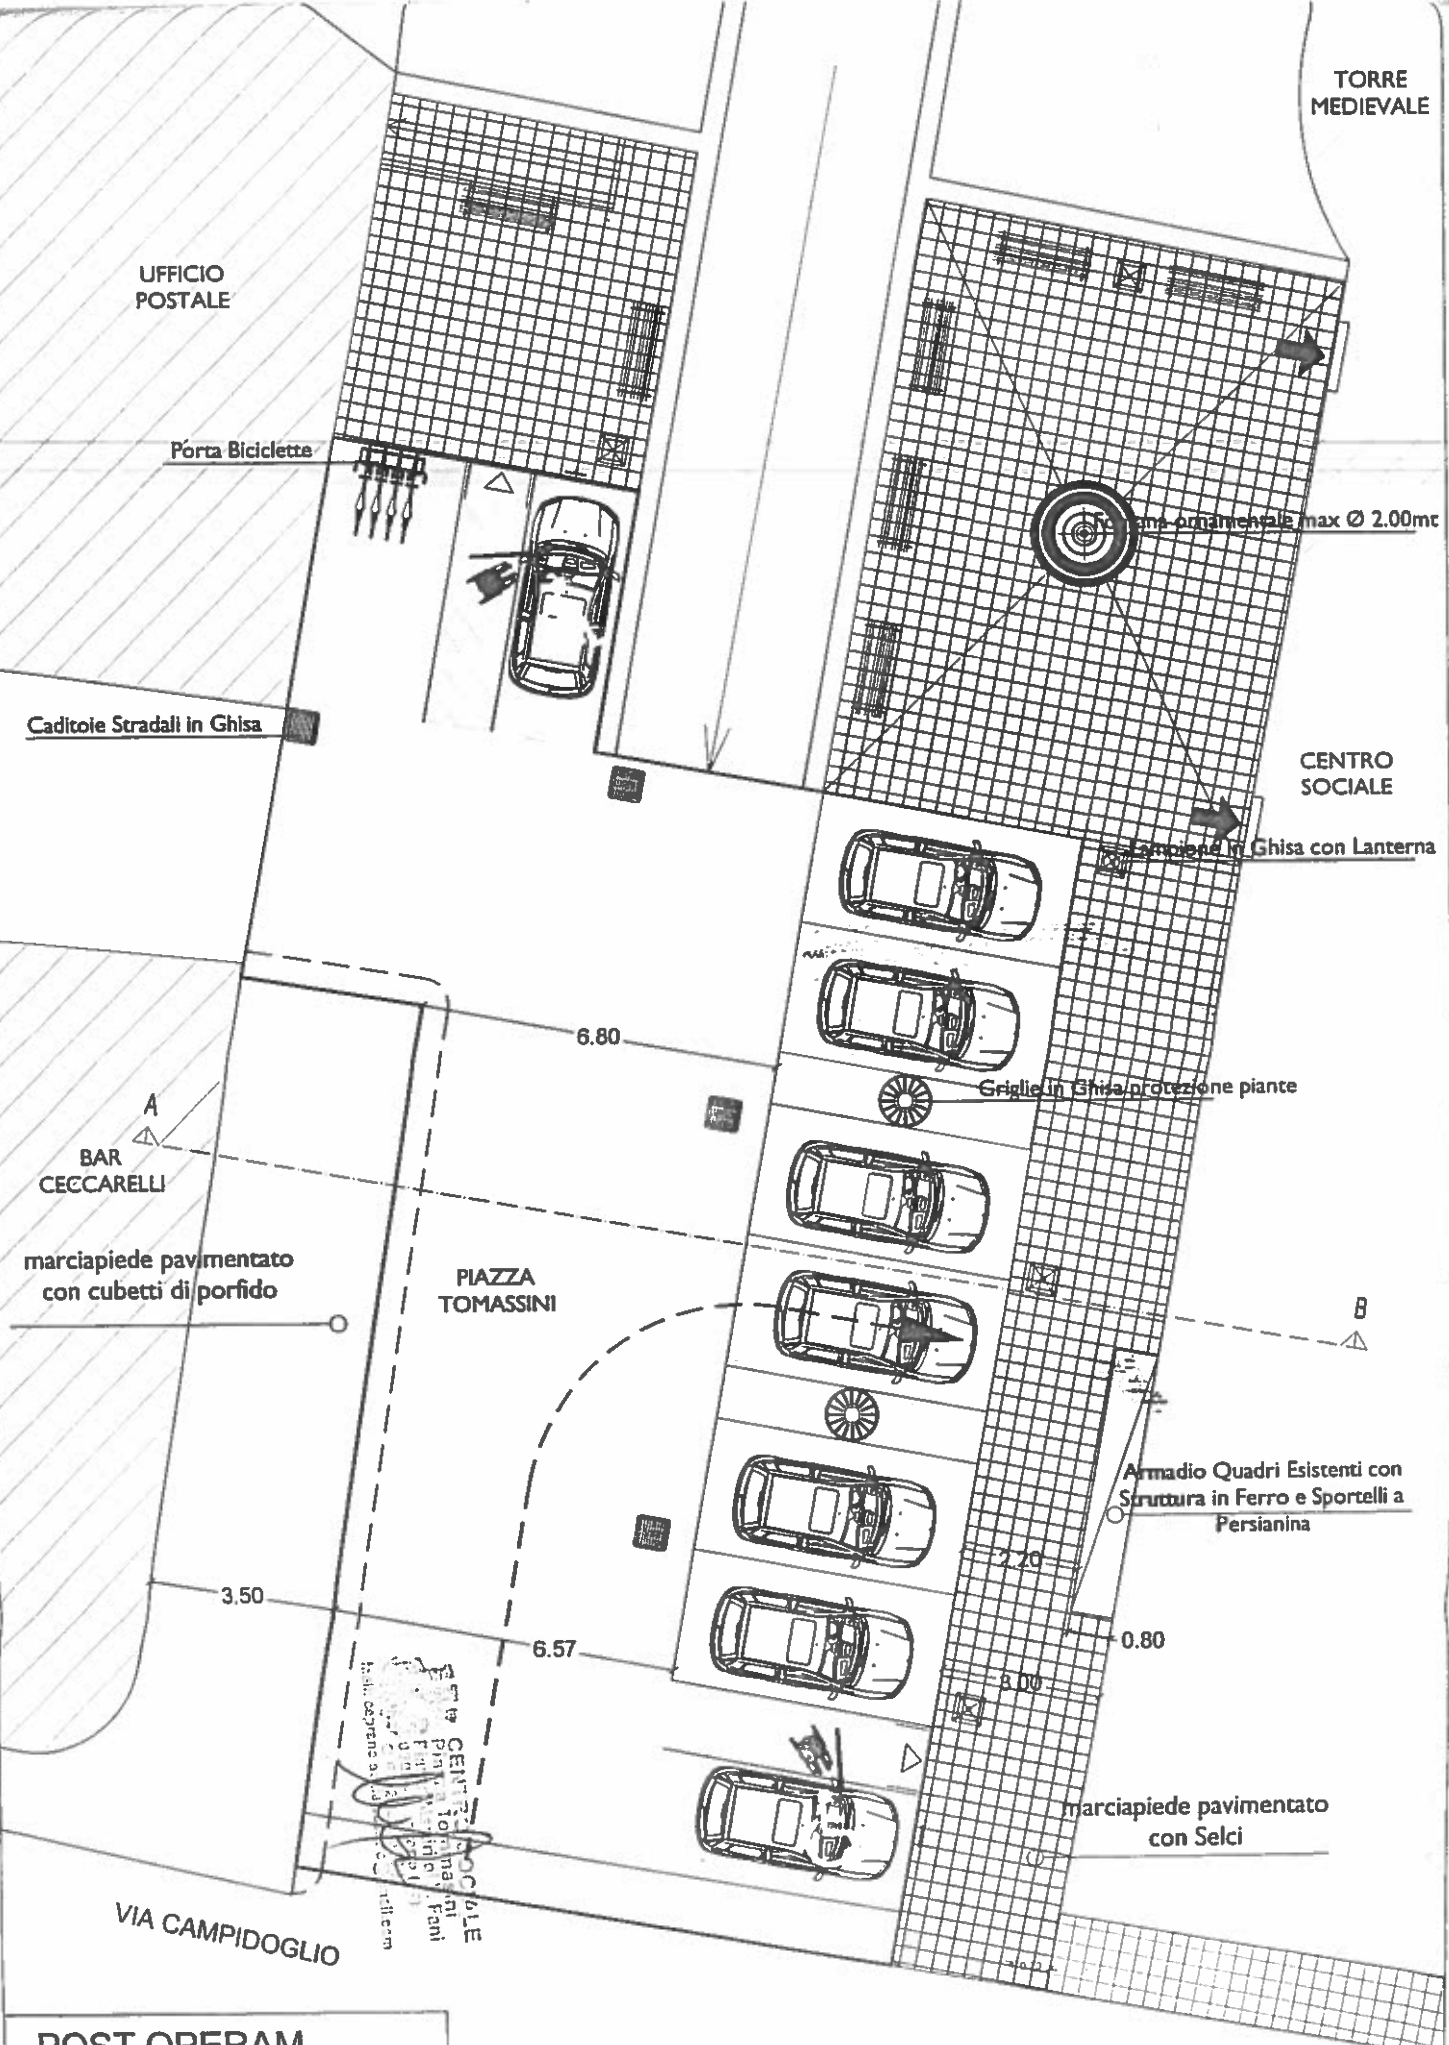 TORRE
MEDIEVALE
UFFICIO
POSTALE
Porta Biciclette
ornamentale max Ø 2.00mt
Caditoie Stradali in Ghisa
CENTRO
SOCIALE
Lampione in Ghisa con Lanterna
6.80
Griglie in Ghisa protezione piante
A
BAR
CECCARELLI
marciapiede pavimentato
con cubetti di porfido
PIAZZA
TOMASSINI
B
Armadio Quadri Esistenti con
Struttura in Ferro e Sportelli a
Persianina
2.20
3.50
6.57
0.80
3.00
marciapiede pavimentato
con Selci
VIA CAMPIDOGLIO
POST OPERAM